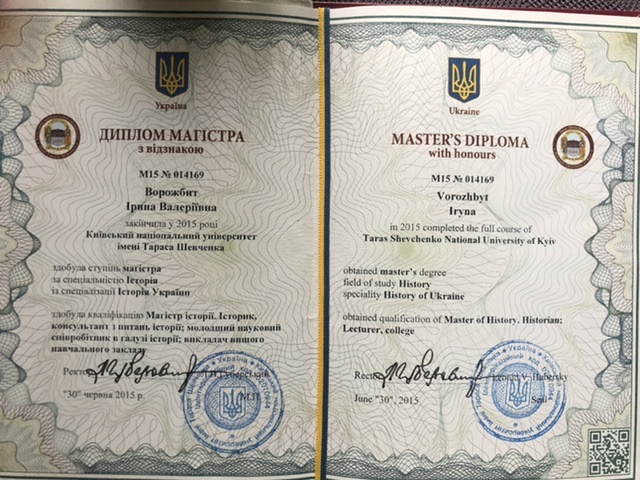 Україна
ДИПЛОМ МАГІСТРА
з відзнакою
М15 № 014169
Ворожбит
Ірина Валеріївна
закінчила у 2015 році
Київський національний університет
імені Тараса Шевченка
здобула ступінь магістра
за спеціальністю Історія
із спеціалізації Історія України
здобула кваліфікацію Магістр історії. Історик,
консультант з питань історії; молодший науковий
співробітник в галузі історії; викладач вищого
навчального закладу
Ректор
Губерський
"30" червня 2015 р.
М.П.
Ukraine
MASTER'S DIPLOMA
with honours
M15 № 014169
Vorozhbyt
Iryna
in 2015 completed the full course of
Taras Shevchenko National University of Kyiv
obtained master's degree
field of study History
speciality History of Ukraine
obtained qualification of Master of History. Historian;
Lecturer, college
Rector
Leonid V. Hubersky
June "30", 2015
Seal